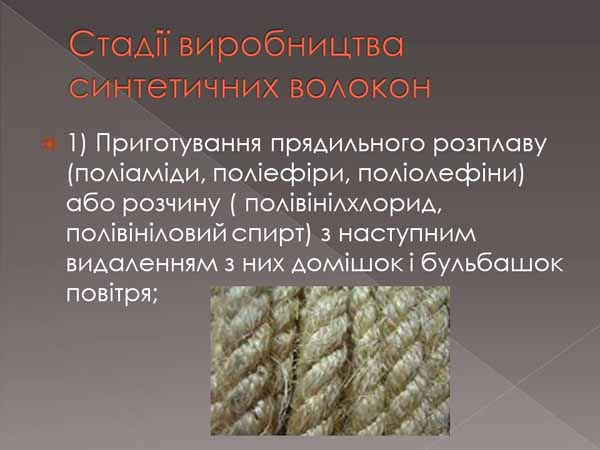 Стадії виробництва
синтетичних волокон
1) Приготування прядильного розплаву
(поліаміди, поліефіри, поліолефіни)
або розчину ( полівінілхлорид,
полівініловий спирт) з наступним
видаленням з них домішок і бульбашок
повітря;